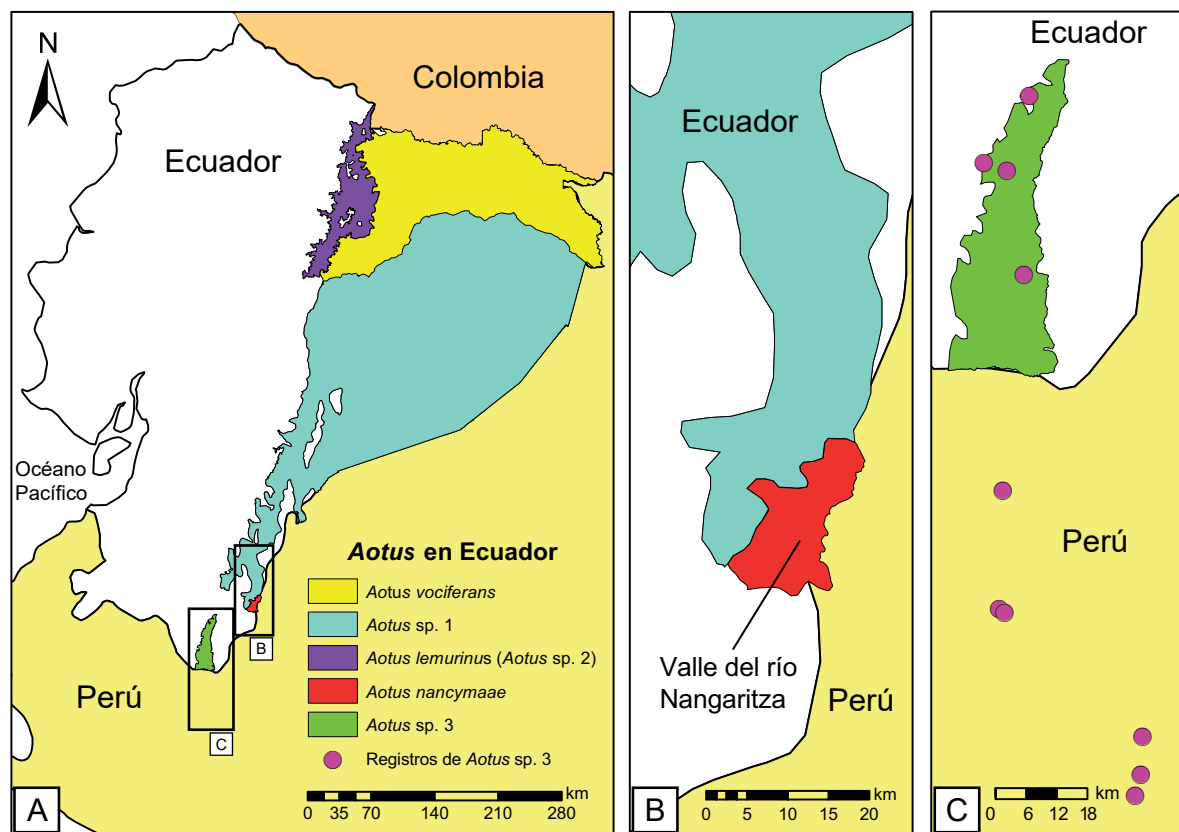 N
Colombia
Ecuador
Océano
Pacífico
Perú
B
C
Aotus en Ecuador
Aotus vociferans
Aotus sp. 1
Aotus lemurinus (Aotus sp. 2)
Aotus nancymaae
Aotus sp. 3
Registros de Aotus sp. 3
km
0 35 70 140 210 280
A
Ecuador
Valle del río
Nangaritza
Perú
km
0 5 10 15 20
B
Ecuador
Perú
km
0 6 12 18
C